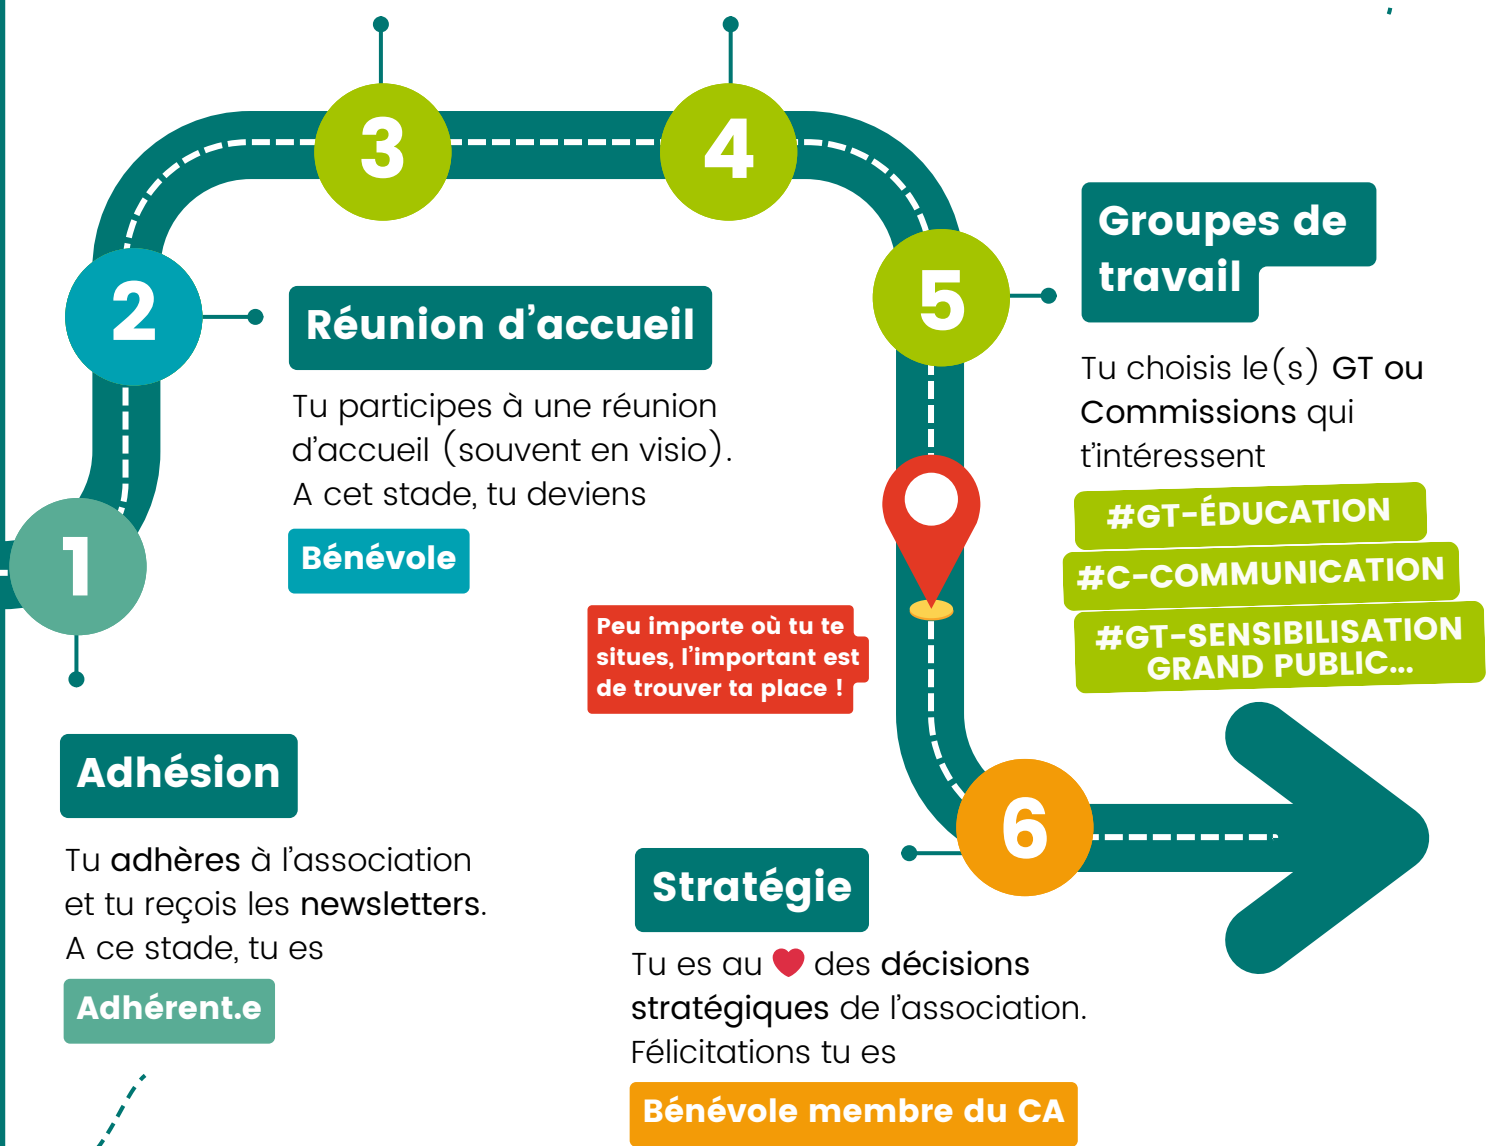 3
4
2
Réunion d’accueil
Tu participes à une réunion
d’accueil (souvent en visio).
A cet stade, tu deviens
Bénévole
5
Groupes de
travail
Tu choisis le(s) GT ou
Commissions qui
t’intéressent
#GT-ÉDUCATION
#C-COMMUNICATION
#GT-SENSIBILISATION
GRAND PUBLIC...
1
Adhésion
Tu adhères à l’association
et tu reçois les newsletters.
A ce stade, tu es
Adhérent.e
Peu importe où tu te
situes, l’important est
de trouver ta place !
6
Stratégie
Tu es au ❤ des décisions
stratégiques de l’association.
Félicitations tu es
Bénévole membre du CA